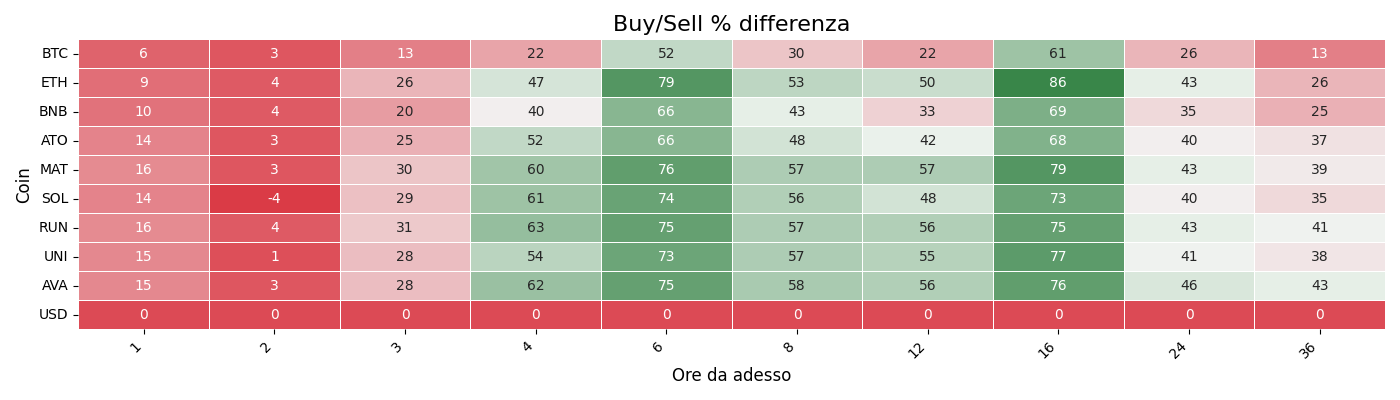 Buy/Sell % differenza
Coin
BTC 6 3 13 22 52 30 22 61 26 13
ETH 9 4 26 47 79 53 50 86 43 26
BNB 10 4 20 40 66 43 33 69 35 25
ATO 14 3 25 52 66 48 42 68 40 37
MAT 16 3 30 60 76 57 57 79 43 39
SOL 14 -4 29 61 74 56 48 73 40 35
RUN 16 4 31 63 75 57 56 75 43 41
UNI 15 1 28 54 73 57 55 77 41 38
AVA 15 3 28 62 75 58 56 76 46 43
USD 0 0 0 0 0 0 0 0 0 0
1 2 3 4 6 8 12 16 24 36
Ore da adesso